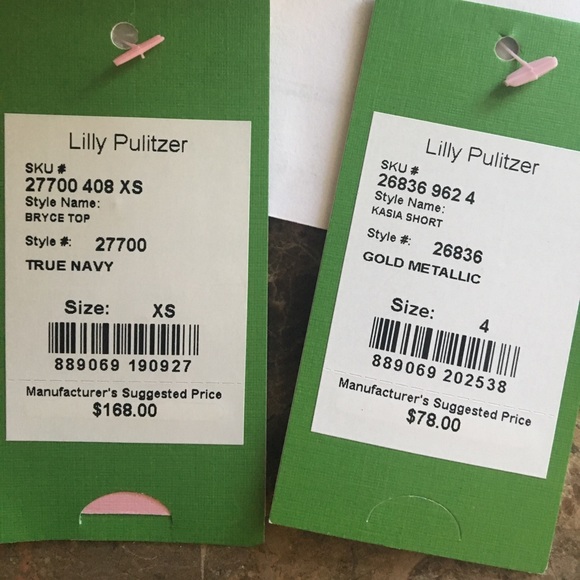 Lilly Pulitzer
SKU #
27700 408 XS
Style Name:
BRYCE TOP
Style #: 27700
TRUE NAVY
Size: XS
889069 190927
Manufacturer's Suggested Price
$168.00
Lilly Pulitzer
SKU #
26836 962 4
Style Name:
KASIA SHORT
Style #: 26836
GOLD METALLIC
Size: 4
889069 202538
Manufacturer's Suggested Price
$78.00